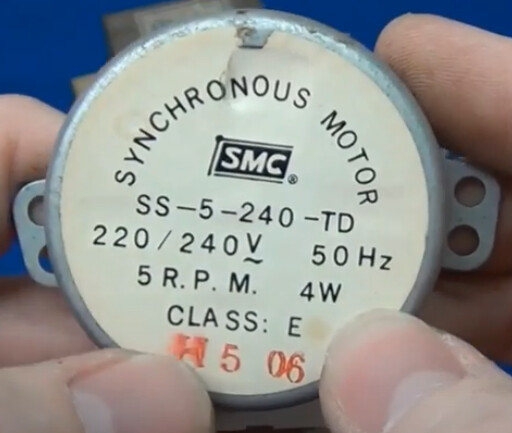 SYNCHRONOUS MOTOR
SMC®
SS-5-240-TD
220/240V~ 50Hz
5 R.P.M. 4W
CLASS: E
H 5 06